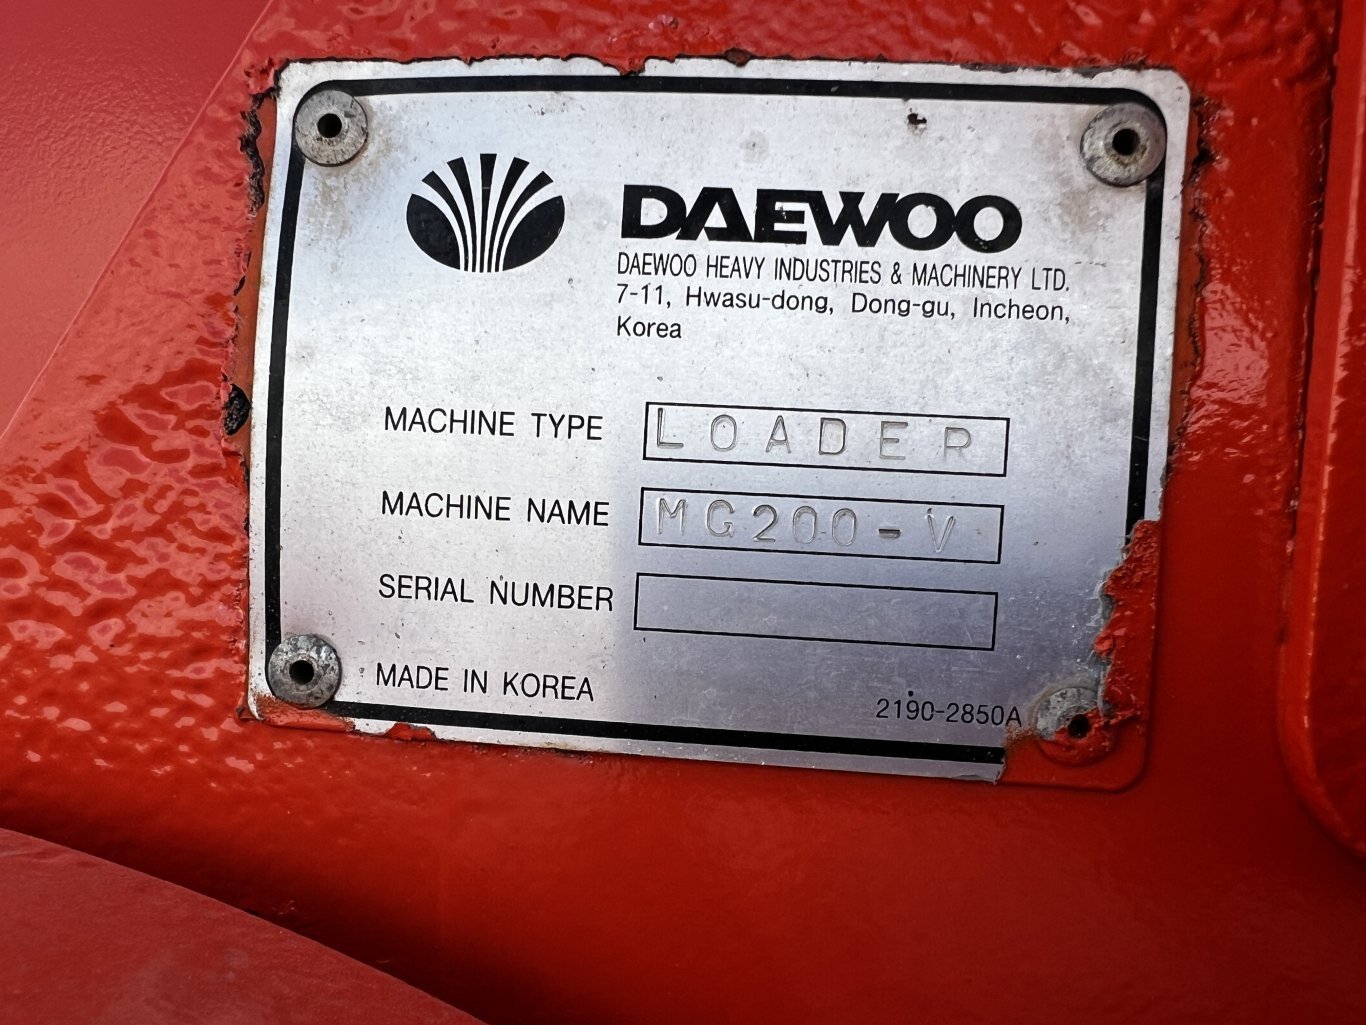 DAEWOO
DAEWOO HEAVY INDUSTRIES & MACHINERY LTD.
7-11, Hwasu-dong, Dong-gu, Incheon,
Korea
MACHINE TYPE LOADER
MACHINE NAME MG200-V
SERIAL NUMBER
MADE IN KOREA
2190-2850A